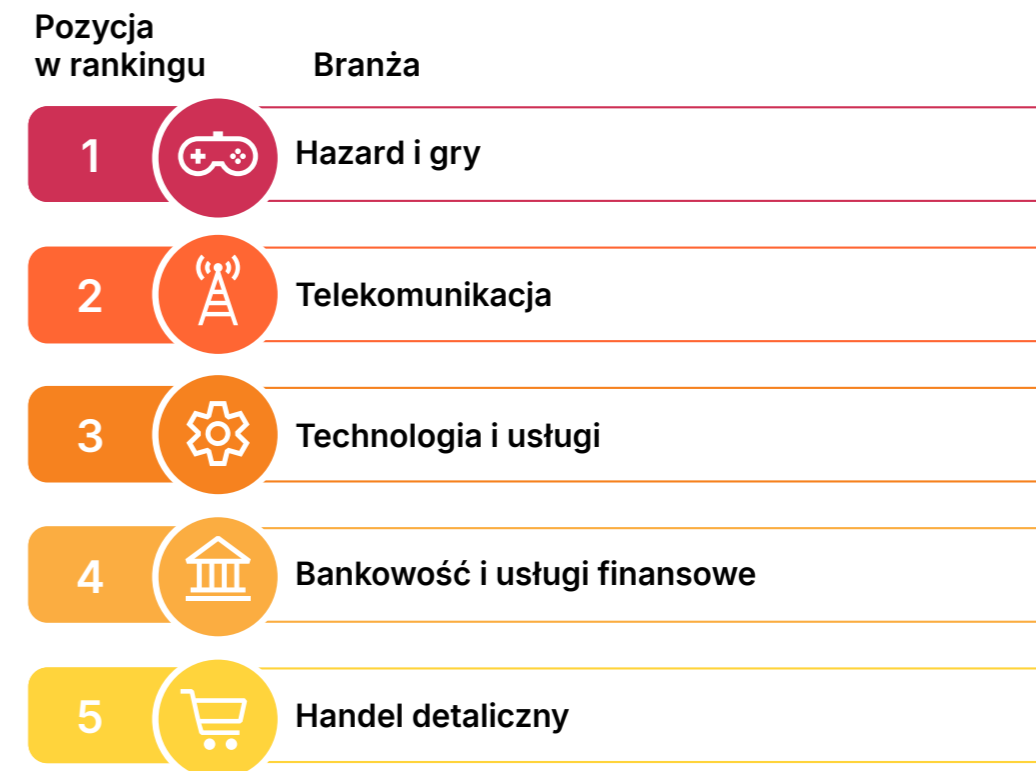 Pozycja
w rankingu
Branża
1
Hazard i gry
2
Telekomunikacja
3
Technologia i usługi
4
Bankowość i usługi finansowe
5
Handel detaliczny